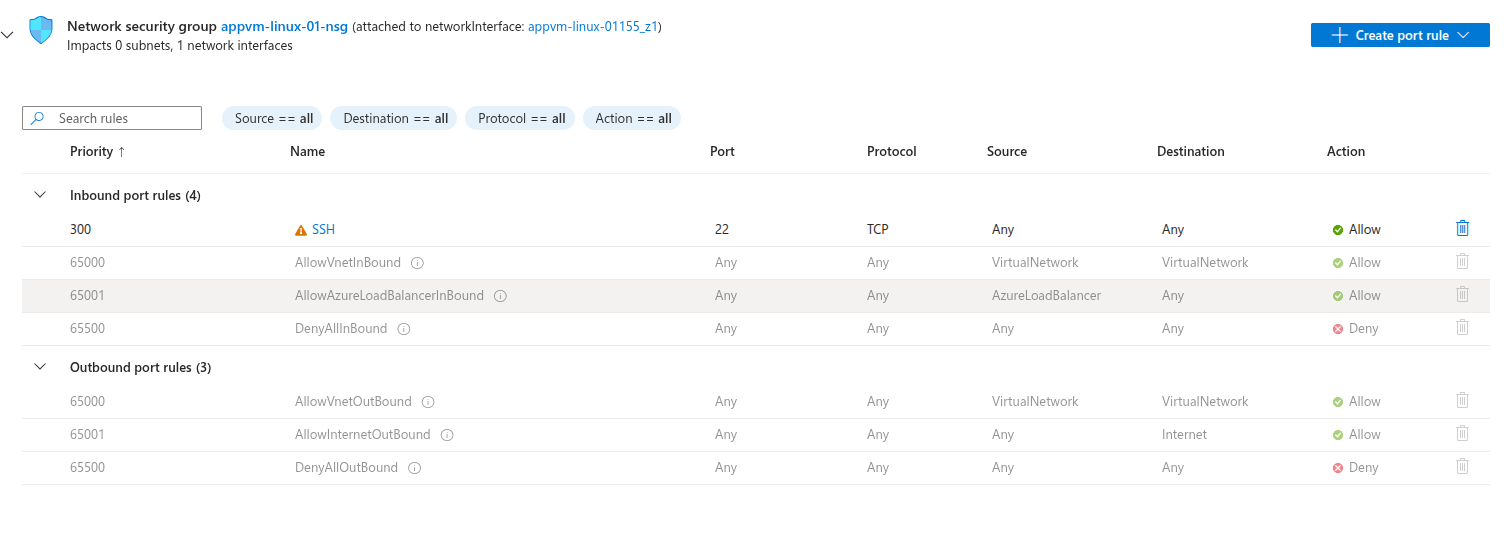 Network security group appvm-linux-01-nsg (attached to networkInterface: appvm-linux-01155_z1)
Impacts 0 subnets, 1 network interfaces
Create port rule
Search rules Source == all Destination == all Protocol == all Action == all
Priority ↑ Name Port Protocol Source Destination Action
Inbound port rules (4)
300 SSH 22 TCP Any Any Allow
65000 AllowVnetInBound Any Any VirtualNetwork VirtualNetwork Allow
65001 AllowAzureLoadBalancerInBound Any Any AzureLoadBalancer Any Allow
65500 DenyAllInBound Any Any Any Any Deny
Outbound port rules (3)
65000 AllowVnetOutBound Any Any VirtualNetwork VirtualNetwork Allow
65001 AllowInternetOutBound Any Any Any Internet Allow
65500 DenyAllOutBound Any Any Any Any Deny